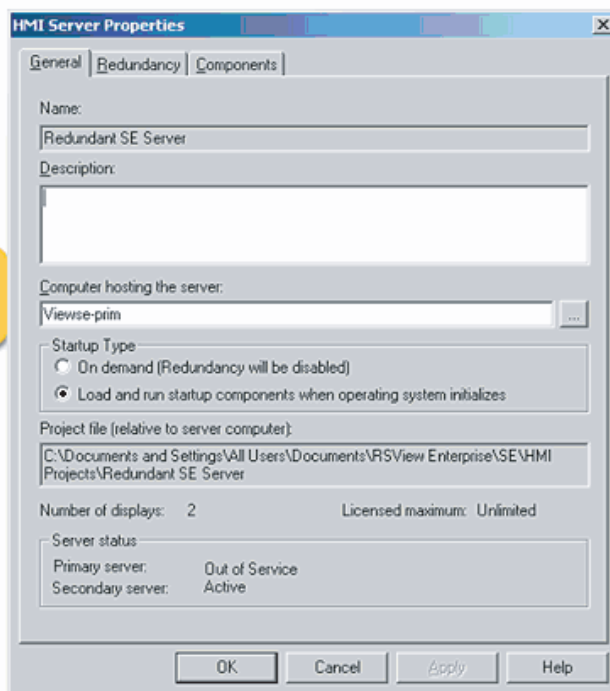 HMI Server Properties
General Redundancy Components
Name:
Redundant SE Server
Description:
Computer hosting the server:
Viewse-prim
...
Startup Type
On demand (Redundancy will be disabled)
Load and run startup components when operating system initializes
Project file (relative to server computer):
C:\Documents and Settings\All Users\Documents\RSView Enterprise\SE\HMI
Projects\Redundant SE Server
Number of displays: 2 Licensed maximum: Unlimited
Server status
Primary server: Out of Service
Secondary server: Active
OK Cancel Apply Help